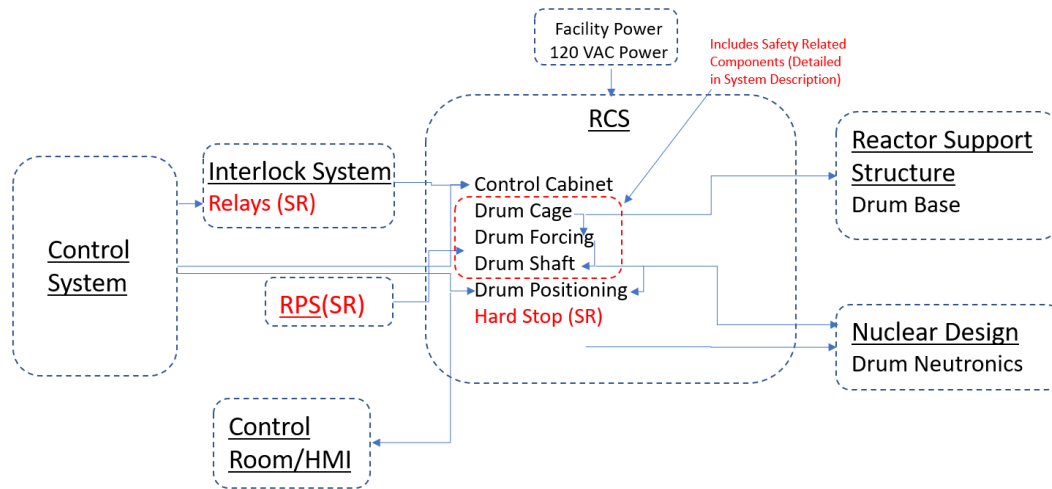 Facility Power
120 VAC Power
Includes Safety Related
Components (Detailed
in System Description)
RCS
Control
System
Interlock System
Relays (SR)
RPS(SR)
Control
Room/HMI
Control Cabinet
Drum Cage
Drum Forcing
Drum Shaft
Drum Positioning
Hard Stop (SR)
Reactor Support
Structure
Drum Base
Nuclear Design
Drum Neutronics